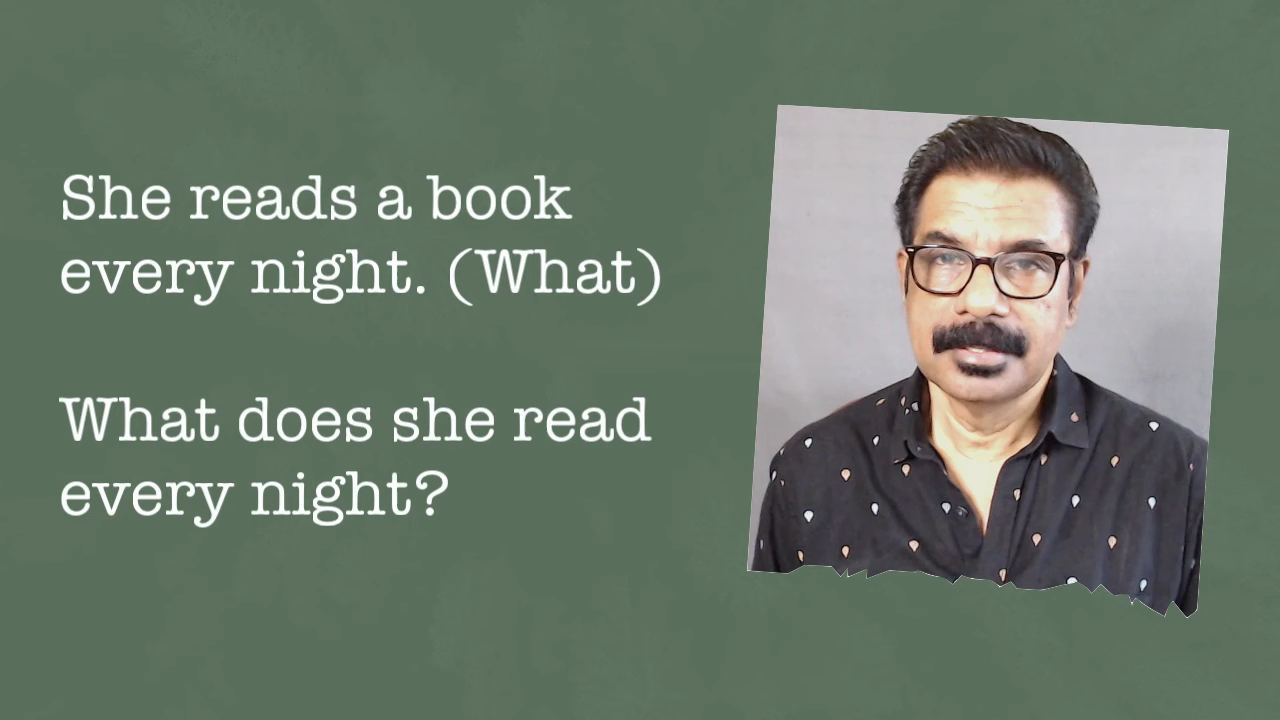 She reads a book
every night. (What)
What does she read
every night?